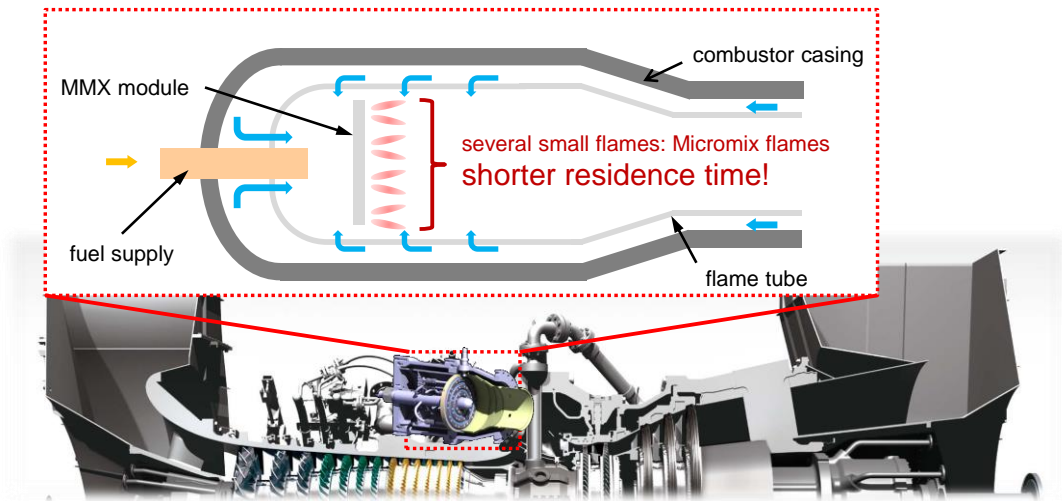 combustor casing
MMX module
several small flames: Micromix flames
shorter residence time!
fuel supply
flame tube